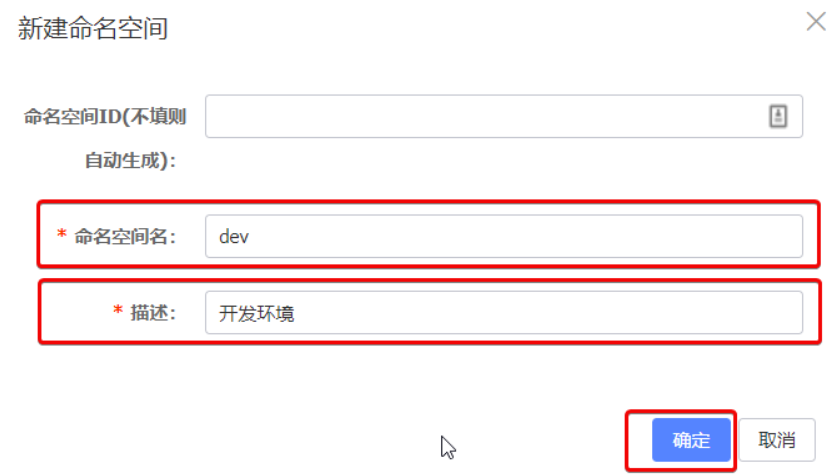 新建命名空间
命名空间ID(不填则
自动生成):
* 命名空间名: dev
* 描述: 开发环境
确定 取消